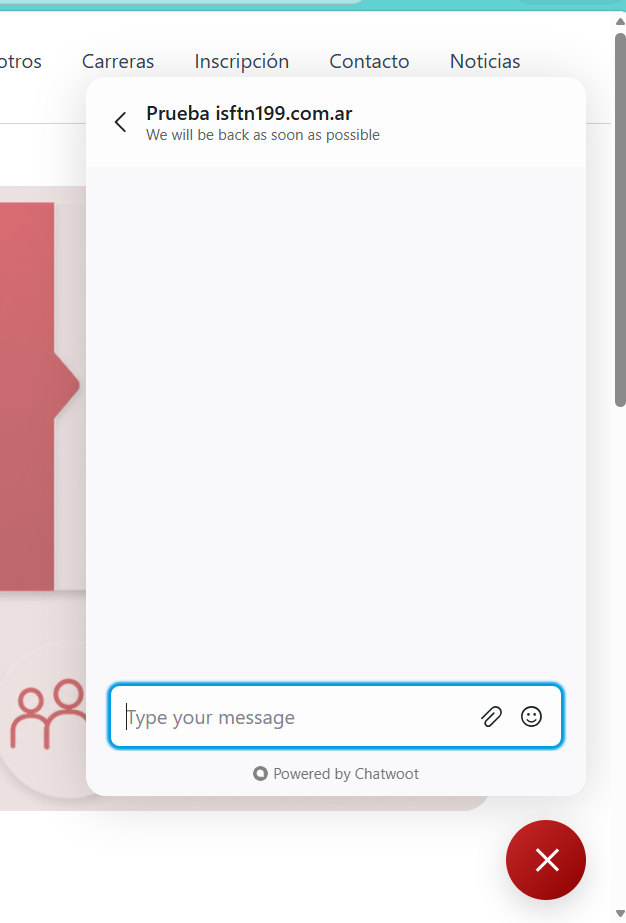 otros Carreras Inscripción Contacto Noticias
Prueba isftn199.com.ar
We will be back as soon as possible
Type your message
Powered by Chatwoot